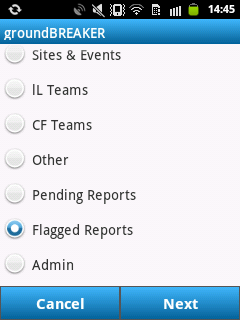 14:45
groundBREAKER
Sites & Events
IL Teams
CF Teams
Other
Pending Reports
Flagged Reports
Admin
Cancel
Next